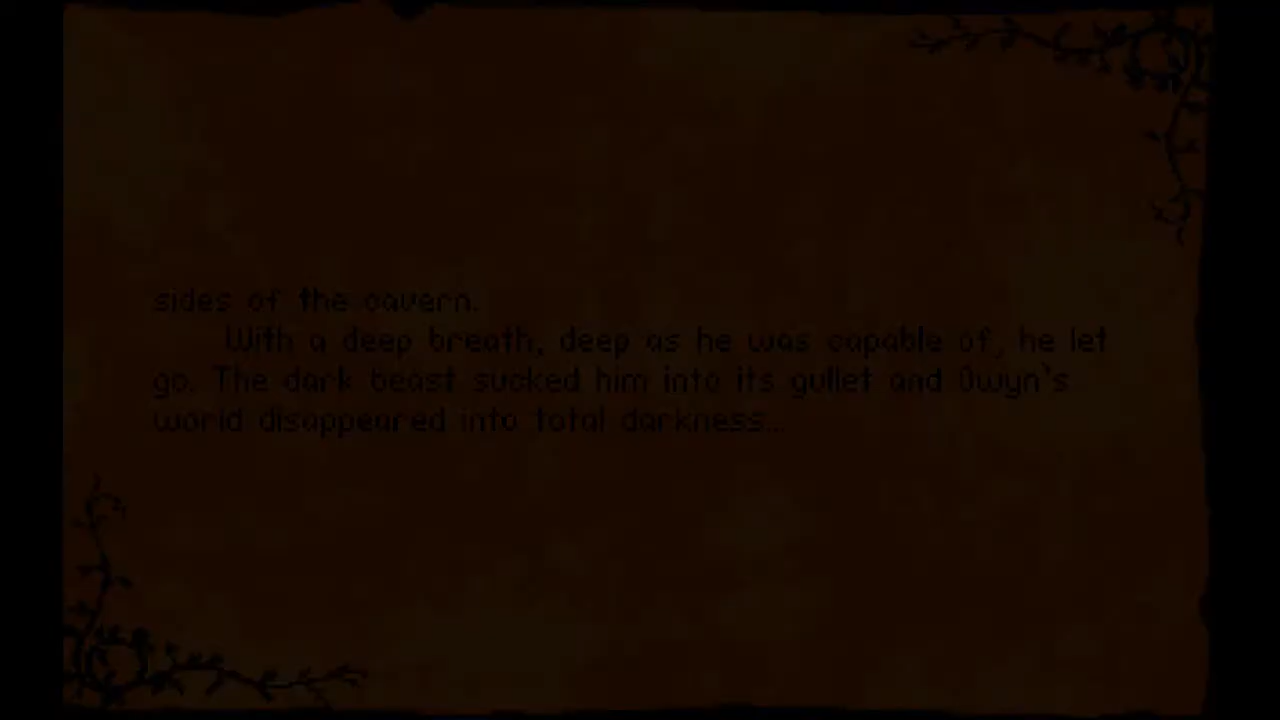 sides of the cavern.
With a deep breath, deep as he was capable of, he let
go. The dark beast sucked him into its gullet and Owyn's
world disappeared into total darkness...